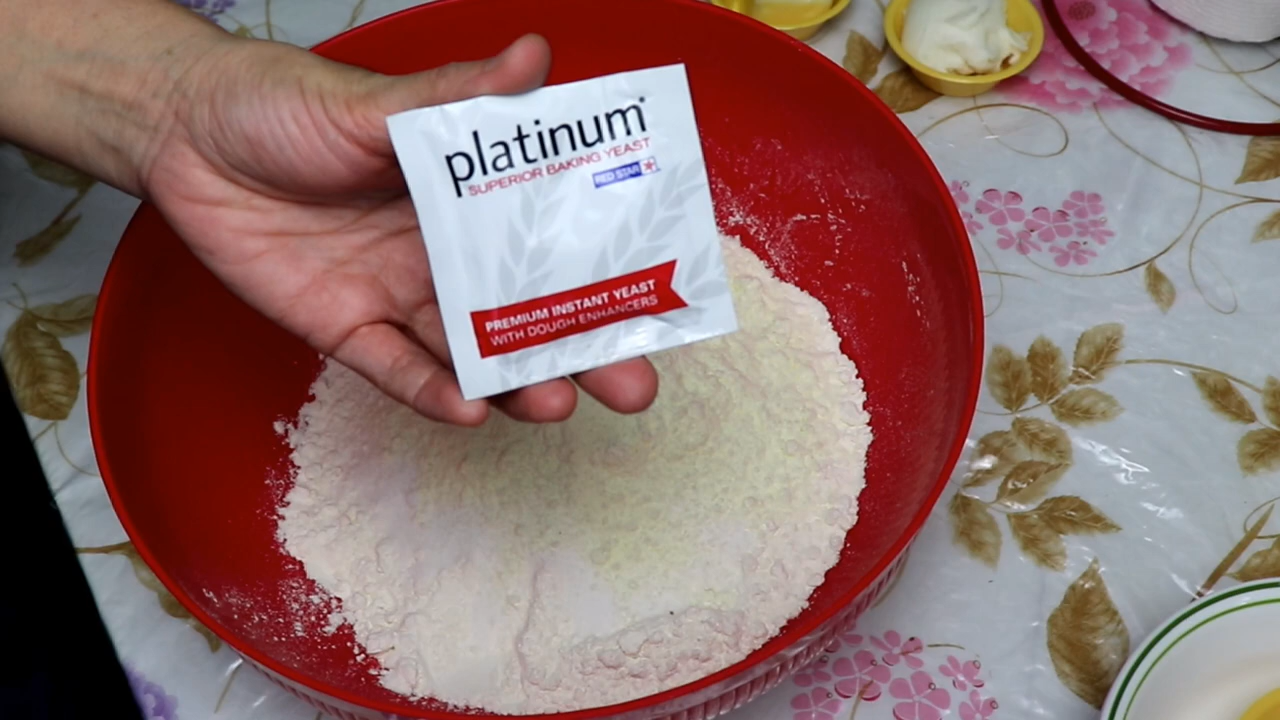 platinum
SUPERIOR BAKING YEAST
RED STAR
PREMIUM INSTANT YEAST
WITH DOUGH ENHANCERS